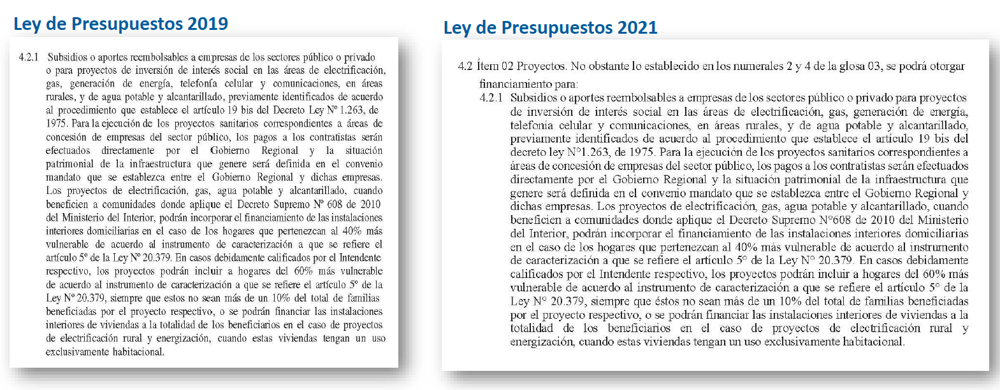 Ley de Presupuestos 2019
4.2.1 Subsidios o aportes reembolsables a empresas de los sectores público o privado
o para proyectos de inversión de interés social en las áreas de electrificación,
gas, generación de energía, telefonía celular y comunicaciones, en áreas
rurales, y de agua potable y alcantarillado, previamente identificados de acuerdo
al procedimiento que establece el artículo 19 bis del Decreto Ley Nº 1.263, de
1975. Para la ejecución de los proyectos sanitarios correspondientes a áreas de
concesión de empresas del sector público, los pagos a los contratistas serán
efectuados directamente por el Gobierno Regional y la situación
patrimonial de la infraestructura que genere será definida en el convenio
mandato que se establezca entre el Gobierno Regional y dichas empresas.
Los proyectos de electrificación, gas, agua potable y alcantarillado, cuando
beneficien a comunidades donde aplique el Decreto Supremo Nº 608 de 2010
del Ministerio del Interior, podrán incorporar el financiamiento de las instalaciones
interiores domiciliarias en el caso de los hogares que pertenezcan al 40% más
vulnerable de acuerdo al instrumento de caracterización a que se refiere el
artículo 5º de la Ley Nº 20.379. En casos debidamente calificados por el Intendente
respectivo, los proyectos podrán incluir a hogares del 60% más vulnerable
de acuerdo al instrumento de caracterización a que se refiere el artículo 5º de la
Ley Nº 20.379, siempre que estos no sean más de un 10% del total de familias
beneficiadas por el proyecto respectivo, o se podrán financiar las instalaciones
interiores de viviendas a la totalidad de los beneficiarios en el caso de proyectos
de electrificación rural y energización, cuando estas viviendas tengan un uso
exclusivamente habitacional.
Ley de Presupuestos 2021
4.2 Ítem 02 Proyectos. No obstante lo establecido en los numerales 2 y 4 de la glosa 03, se podrá otorgar
financiamiento para:
4.2.1 Subsidios o aportes reembolsables a empresas de los sectores público o privado para proyectos
de inversión de interés social en las áreas de electrificación, gas, generación de energía,
telefonía celular y comunicaciones, en áreas rurales, y de agua potable y alcantarillado,
previamente identificados de acuerdo al procedimiento que establece el artículo 19 bis del
decreto ley N°1.263, de 1975. Para la ejecución de los proyectos sanitarios correspondientes a
áreas de concesión de empresas del sector público, los pagos a los contratistas serán efectuados
directamente por el Gobierno Regional y la situación patrimonial de la infraestructura que
genere será definida en el convenio mandato que se establezca entre el Gobierno Regional y
dichas empresas. Los proyectos de electrificación, gas, agua potable y alcantarillado, cuando
beneficien a comunidades donde aplique el Decreto Supremo N°608 de 2010 del Ministerio
del Interior, podrán incorporar el financiamiento de las instalaciones interiores domiciliarias
en el caso de los hogares que pertenezcan al 40% más vulnerable de acuerdo al instrumento
de caracterización a que se refiere el artículo 5° de la Ley N° 20.379. En casos debidamente
calificados por el Intendente respectivo, los proyectos podrán incluir a hogares del 60% más
vulnerable de acuerdo al instrumento de caracterización a que se refiere el artículo 5° de la
Ley N° 20.379, siempre que éstos no sean más de un 10% del total de familias beneficiadas
por el proyecto respectivo, o se podrán financiar las instalaciones interiores de viviendas a la
totalidad de los beneficiarios en el caso de proyectos de electrificación rural y
energización, cuando estas viviendas tengan un uso exclusivamente habitacional.